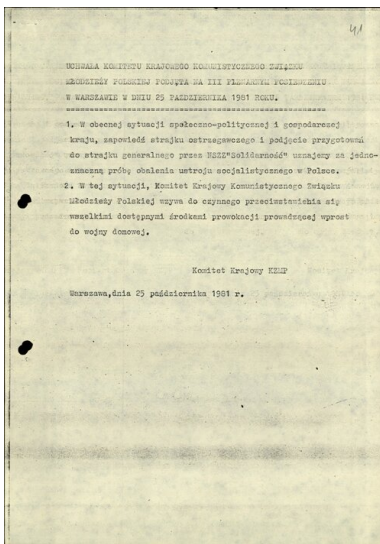 41
UCHWAŁA KOMITETU KRAJOWEGO KOMUNISTYCZNEGO ZWIĄZKU
MŁODZIEŻY POLSKIEJ PODJĘTA NA III PLENARNYM POSIEDZENIU
W WARSZAWIE W DNIU 25 PAŹDZIERNIKA 1981 ROKU.
1. W obecnej sytuacji społeczno-politycznej i gospodarczej
kraju, zapowiedź strajku ostrzegawczego i podjęcie przygotowań
do strajku generalnego przez NSZZ"Solidarność" uznajemy za jedno-
znaczną próbę obalenia ustroju socjalistycznego w Polsce.
2. W tej sytuacji, Komitet Krajowy Komunistycznego Związku
Młodzieży Polskiej wzywa do czynnego przeciwstawienia się
wszelkimi dostępnymi środkami prowokacji prowadzącej wprost
do wojny domowej.
Komitet Krajowy KZMP
Warszawa,dnia 25 października 1981 r.